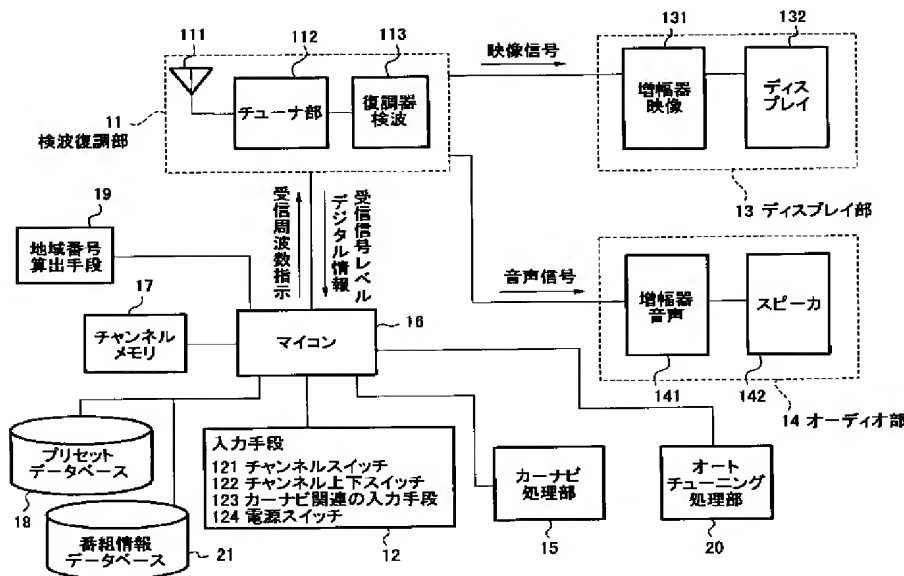 111
112
113
チューナ部
復調器
検波
11
検波復調部
映像信号
131
132
増幅器
映像
ディス
プレイ
13 ディスプレイ部
19
地域番号
算出手段
受信周波数指示
受信信号レベル
デジタル情報
音声信号
増幅器
音声
スピーカ
141
142
14 オーディオ部
17
チャンネル
メモリ
16
マイコン
プリセット
データベース
18
番組情報
データベース
21
入力手段
121 チャンネルスイッチ
122 チャンネル上下スイッチ
123 カーナビ関連の入力手段
124 電源スイッチ
12
カーナビ
処理部
15
オート
チューニング
処理部
20